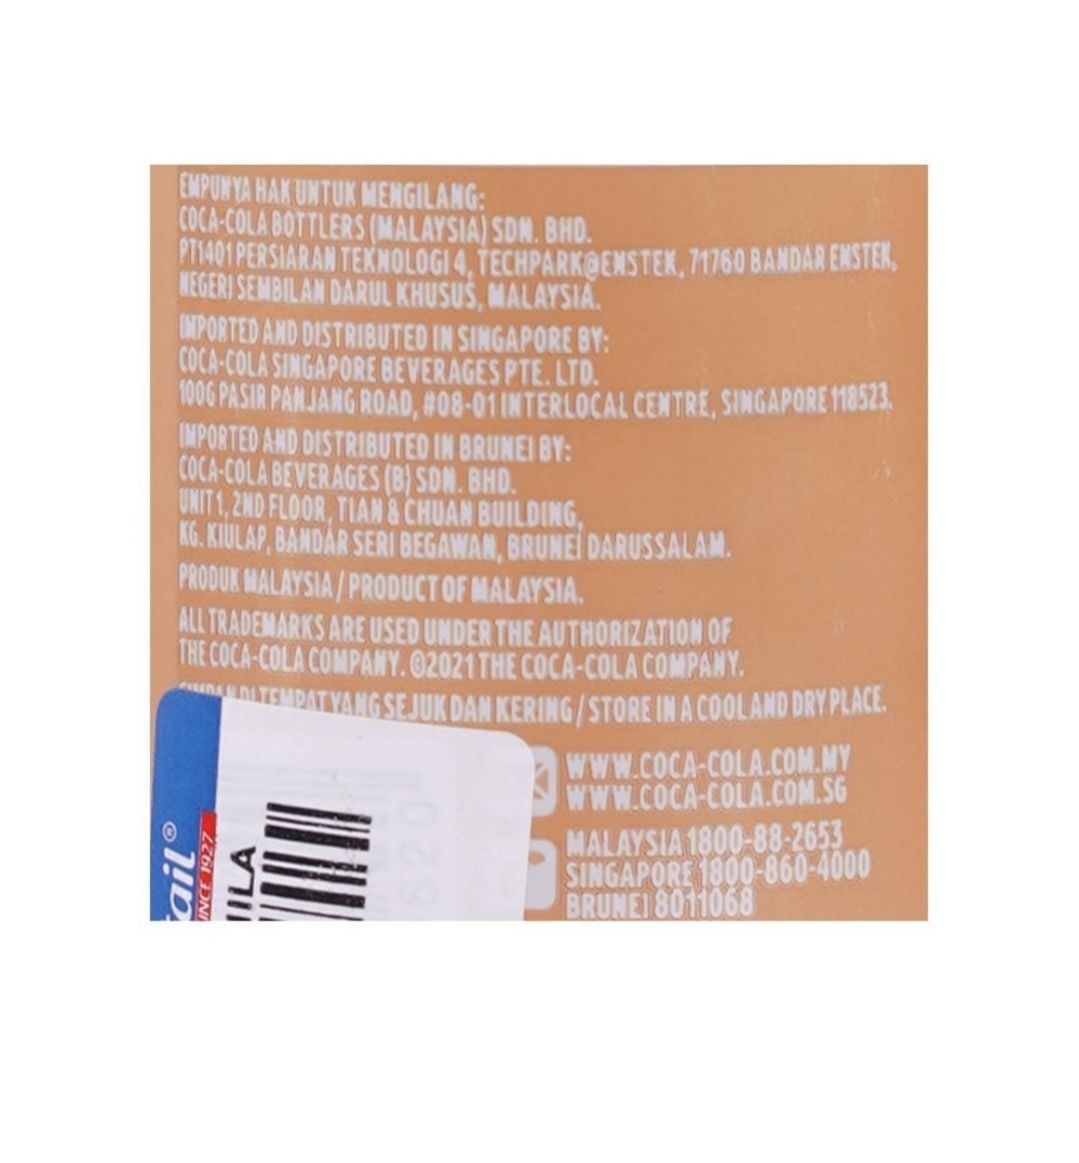 EMPUNYA HAK UNTUK MENGILANG:
COCA-COLA BOTTLERS (MALAYSIA) SDN. BHD.
PT1401 PERSIARAN TEKNOLOGI 4, TECHPARK@ENSTEK, 71760 BANDAR ENSTEK,
NEGERI SEMBILAN DARUL KHUSUS, MALAYSIA.
IMPORTED AND DISTRIBUTED IN SINGAPORE BY:
COCA-COLA SINGAPORE BEVERAGES PTE. LTD.
100G PASIR PANJANG ROAD, #08-01 INTERLOCAL CENTRE, SINGAPORE 118523.
IMPORTED AND DISTRIBUTED IN BRUNEI BY:
COCA-COLA BEVERAGES (B) SDN. BHD.
UNIT 1, 2ND FLOOR, TIAN & CHUAN BUILDING,
KG. KIULAP, BANDAR SERI BEGAWAN, BRUNEI DARUSSALAM.
PRODUK MALAYSIA / PRODUCT OF MALAYSIA.
ALL TRADEMARKS ARE USED UNDER THE AUTHORIZATION OF
THE COCA-COLA COMPANY. ©2021 THE COCA-COLA COMPANY.
SIMPAN DI TEMPAT YANG SEJUK DAN KERING / STORE IN A COOL AND DRY PLACE.
WWW.COCA-COLA.COM.MY
WWW.COCA-COLA.COM.SG
MALAYSIA 1800-88-2653
SINGAPORE 1800-860-4000
BRUNEI 8011068
ail®
INCE 1927
IILA